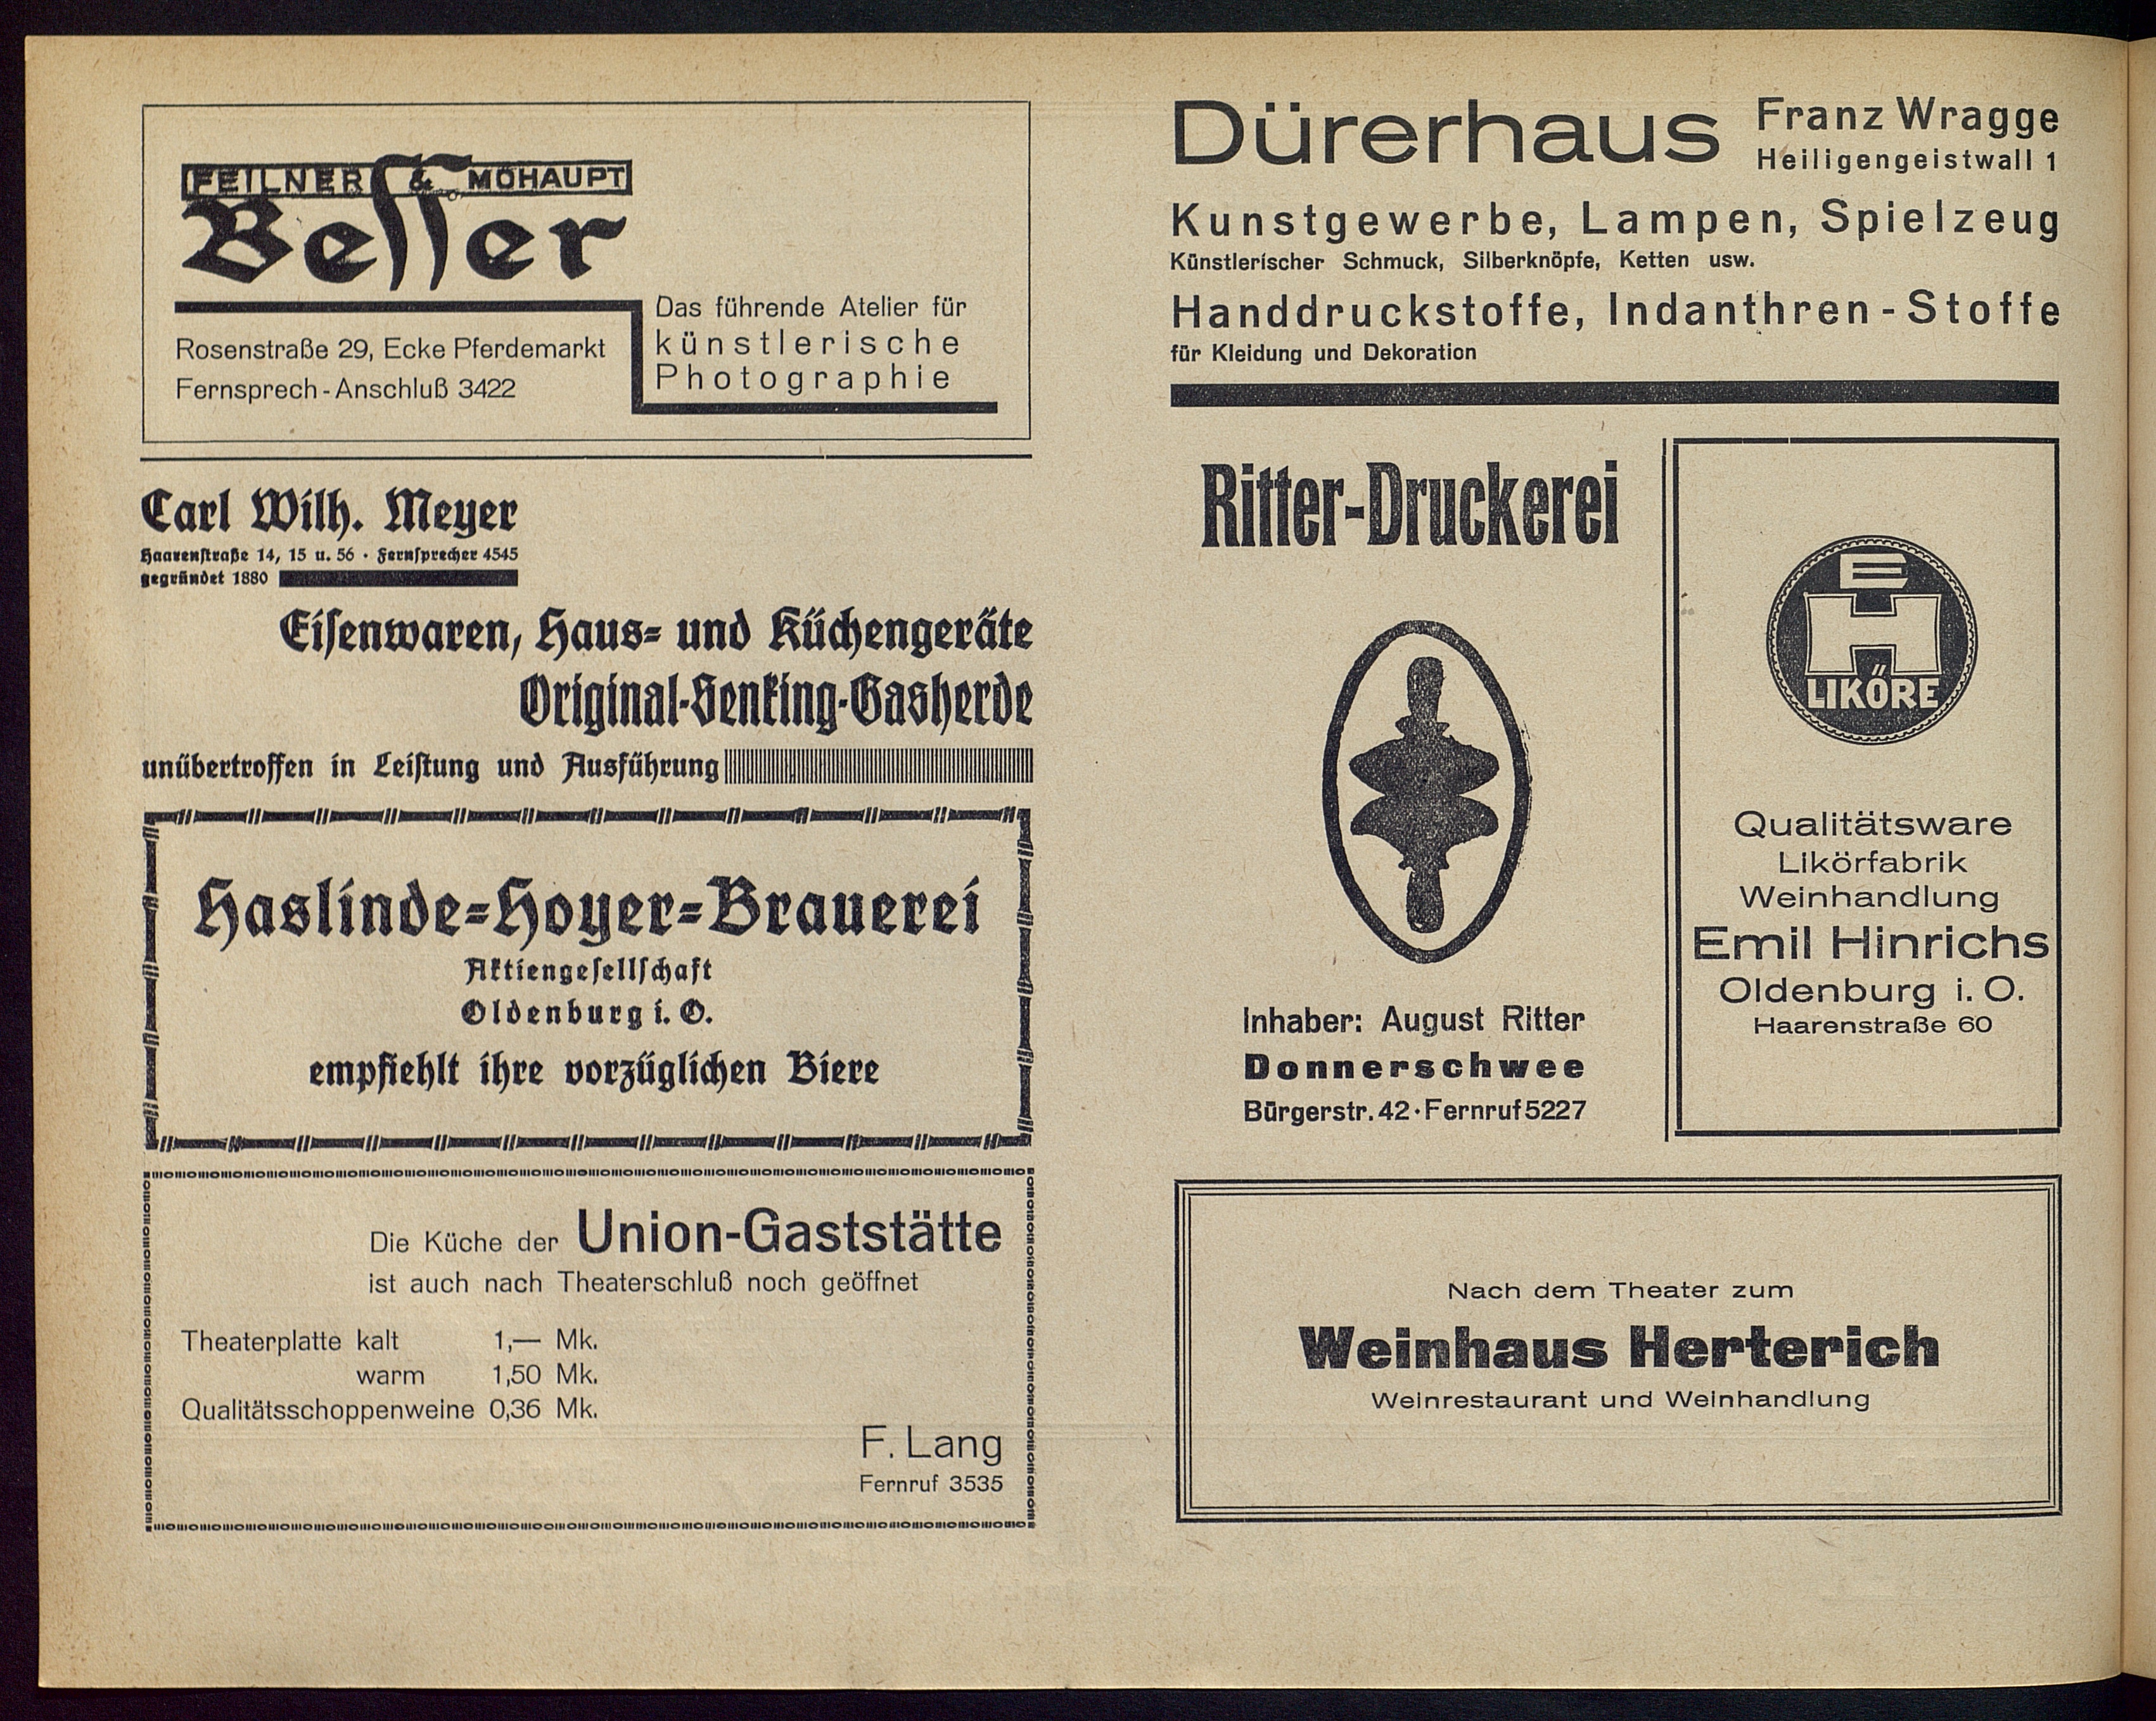 FEILNER & MOHAUPT
Besser
Das führende Atelier für
künstlerische
Photographie
Rosenstraße 29, Ecke Pferdemarkt
Fernsprech-Anschluß 3422
Carl Wilh. Meyer
Haarenstraße 14, 15 u. 56 · Fernsprecher 4545
gegründet 1880
Eisenwaren, Haus- und Küchengeräte
Original-Senking-Gasherde
unübertroffen in Leistung und Ausführung
Haslinde-Hoyer-Brauerei
Aktiengesellschaft
Oldenburg i. O.
empfiehlt ihre vorzüglichen Biere
Die Küche der Union-Gaststätte
ist auch nach Theaterschluß noch geöffnet
Theaterplatte kalt 1,— Mk.
warm 1,50 Mk.
Qualitätsschoppenweine 0,36 Mk.
F. Lang
Fernruf 3535
Dürerhaus Franz Wragge
Heiligengeistwall 1
Kunstgewerbe, Lampen, Spielzeug
Künstlerischer Schmuck, Silberknöpfe, Ketten usw.
Handdruckstoffe, Indanthren-Stoffe
für Kleidung und Dekoration
Ritter-Druckerei
Inhaber: August Ritter
Donnerschwee
Bürgerstr. 42 · Fernruf 5227
E
H
LIKÖRE
Qualitätsware
Likörfabrik
Weinhandlung
Emil Hinrichs
Oldenburg i. O.
Haarenstraße 60
Nach dem Theater zum
Weinhaus Herterich
Weinrestaurant und Weinhandlung